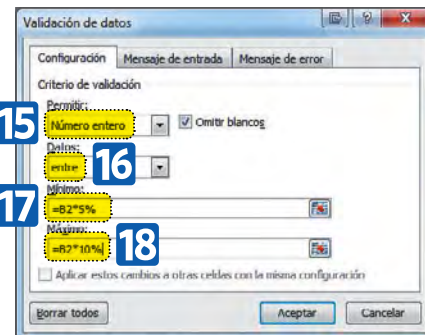 Validación de datos
Configuración Mensaje de entrada Mensaje de error
Criterio de validación
Permitir:
15 Número entero Omitir blancos
Datos:
entre 16
Mínimo:
17 =B2*5%
Máximo:
=B2*10% 18
Aplicar estos cambios a otras celdas con la misma configuración
Borrar todos Aceptar Cancelar